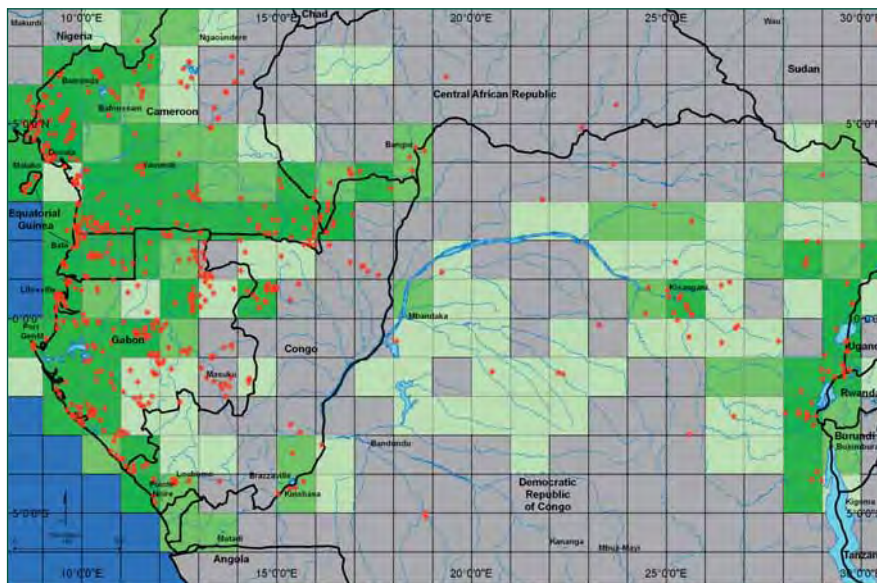 10°0'0"E 15°0'0"E 20°0'0"E 25°0'0"E 30°0'0"E
Makurdi
Chad
Wau
Nigeria
Ngaoundere
Sudan
Bamenda
Central African Republic
Bafoussam
Cameroon
5°0'0"N
5°0'0"N
Douala
Bangui
Malabo
Yaoundé
Equatorial
Guinea
Bata
Libreville
Kisangani
0°0'0"N
Mbandaka
0°0'0"N
Port
Gentil
Gabon
Congo
Uganda
Masuku
Rwanda
Bandundu
Burundi
Bujumbura
Loubomo
Brazzaville
Pointe
Noire
Kinshasa
Democratic
Republic
of Congo
Kigoma
5°0'0"S
5°0'0"S
Matadi
Kananga
Mbuji-Mayi
Angola
Tanzan
10°0'0"E 15°0'0"E 20°0'0"E 25°0'0"E 30°0'0"E